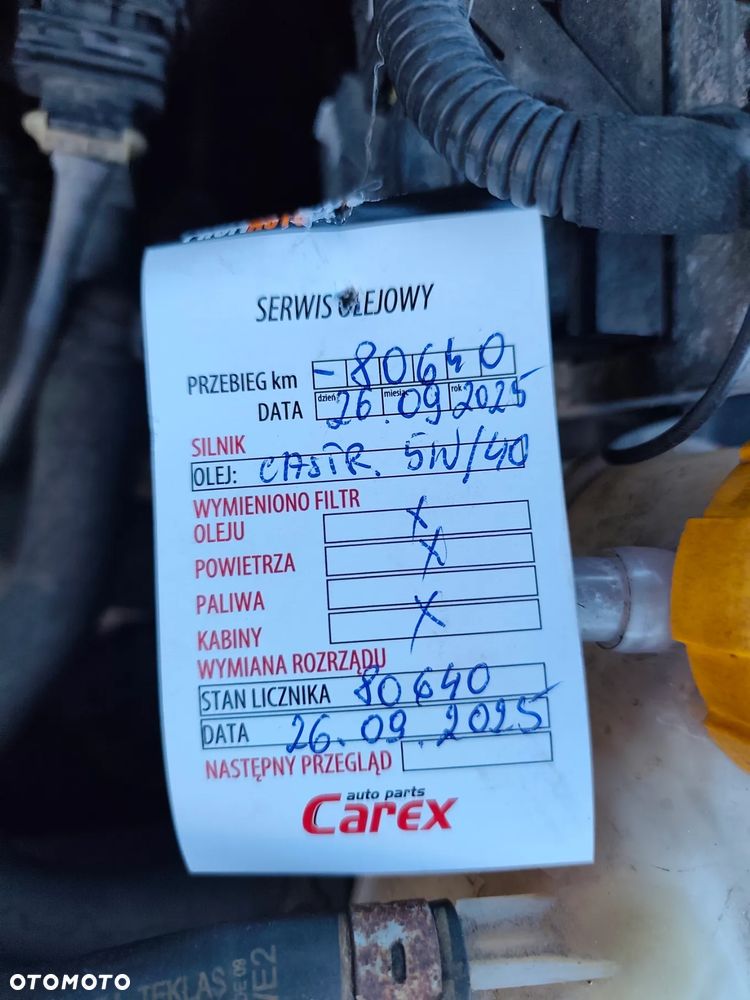 SERWIS OLEJOWY
PRZEBIEG km - 80640
DATA dzień 26 miesiąc .09 rok 2025
SILNIK
OLEJ: CASTR. 5W/40
WYMIENIONO FILTR
OLEJU X
POWIETRZA X
PALIWA
KABINY X
WYMIANA ROZRZĄDU
STAN LICZNIKA 80640
DATA 26.09.2025
NASTĘPNY PRZEGLĄD
auto parts
Carex
TEKLAS
OTOMOTO